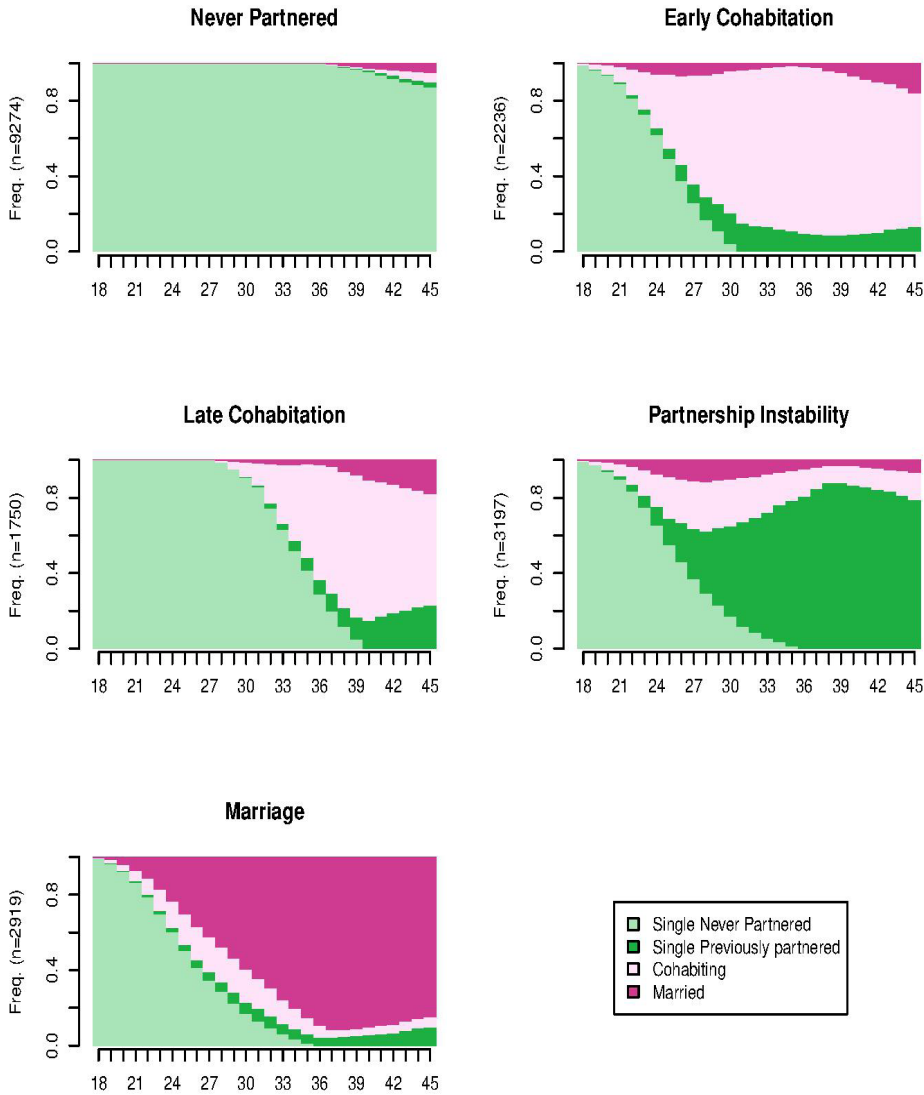 Never Partnered
Freq. (n=9274)
0.0 0.4 0.8
18 21 24 27 30 33 36 39 42 45
Early Cohabitation
Freq. (n=2236)
0.0 0.4 0.8
18 21 24 27 30 33 36 39 42 45
Late Cohabitation
Freq. (n=1750)
0.0 0.4 0.8
18 21 24 27 30 33 36 39 42 45
Partnership Instability
Freq. (n=3197)
0.0 0.4 0.8
18 21 24 27 30 33 36 39 42 45
Marriage
Freq. (n=2919)
0.0 0.4 0.8
18 21 24 27 30 33 36 39 42 45
Single Never Partnered
Single Previously partnered
Cohabiting
Married